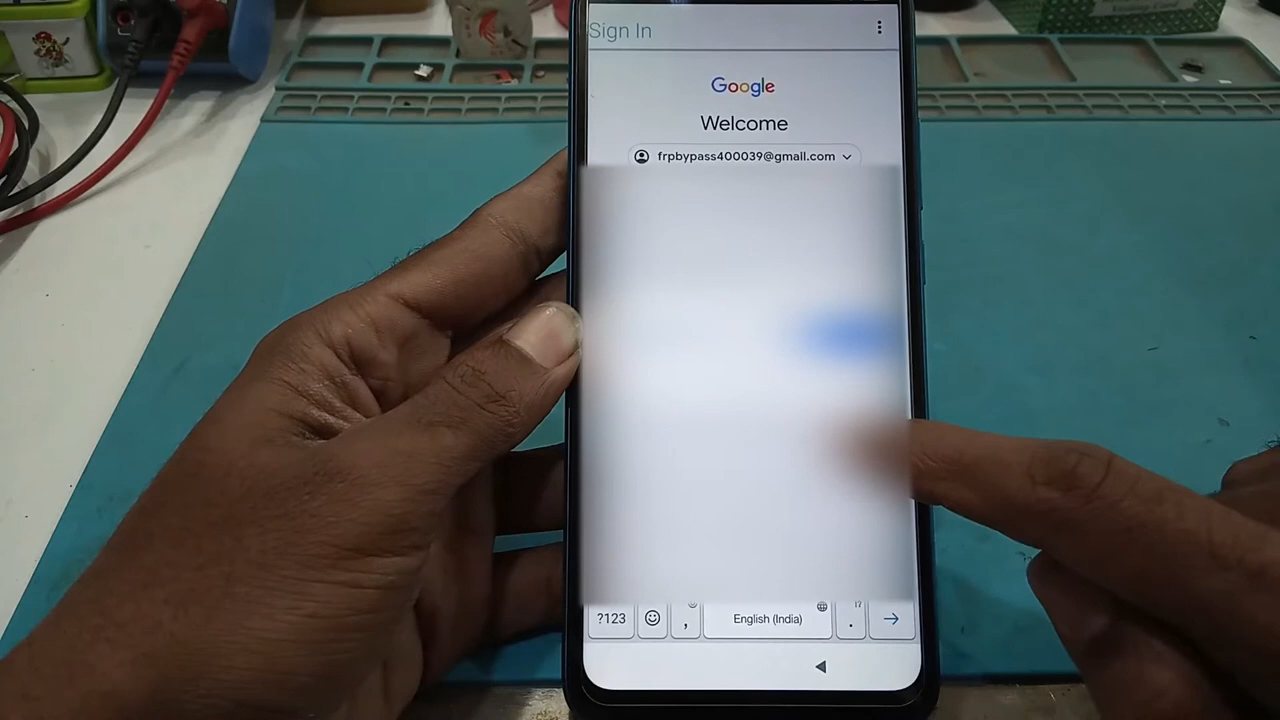 Sign In
Google
Welcome
frpbypass400039@gmail.com
?123 , English (India) . !?